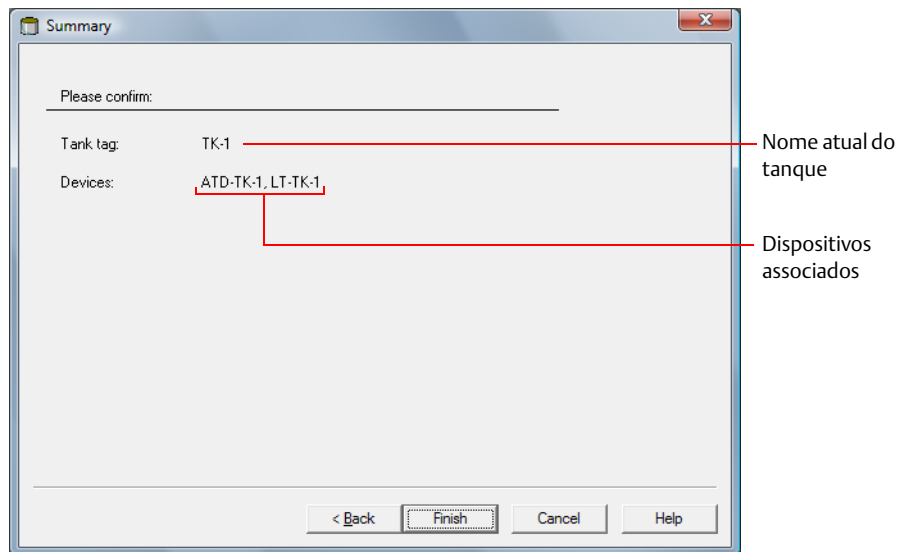 Summary
Please confirm:
Tank tag: TK-1
Nome atual do
tanque
Devices: ATD-TK-1, LT-TK-1
Dispositivos
associados
< Back Finish Cancel Help